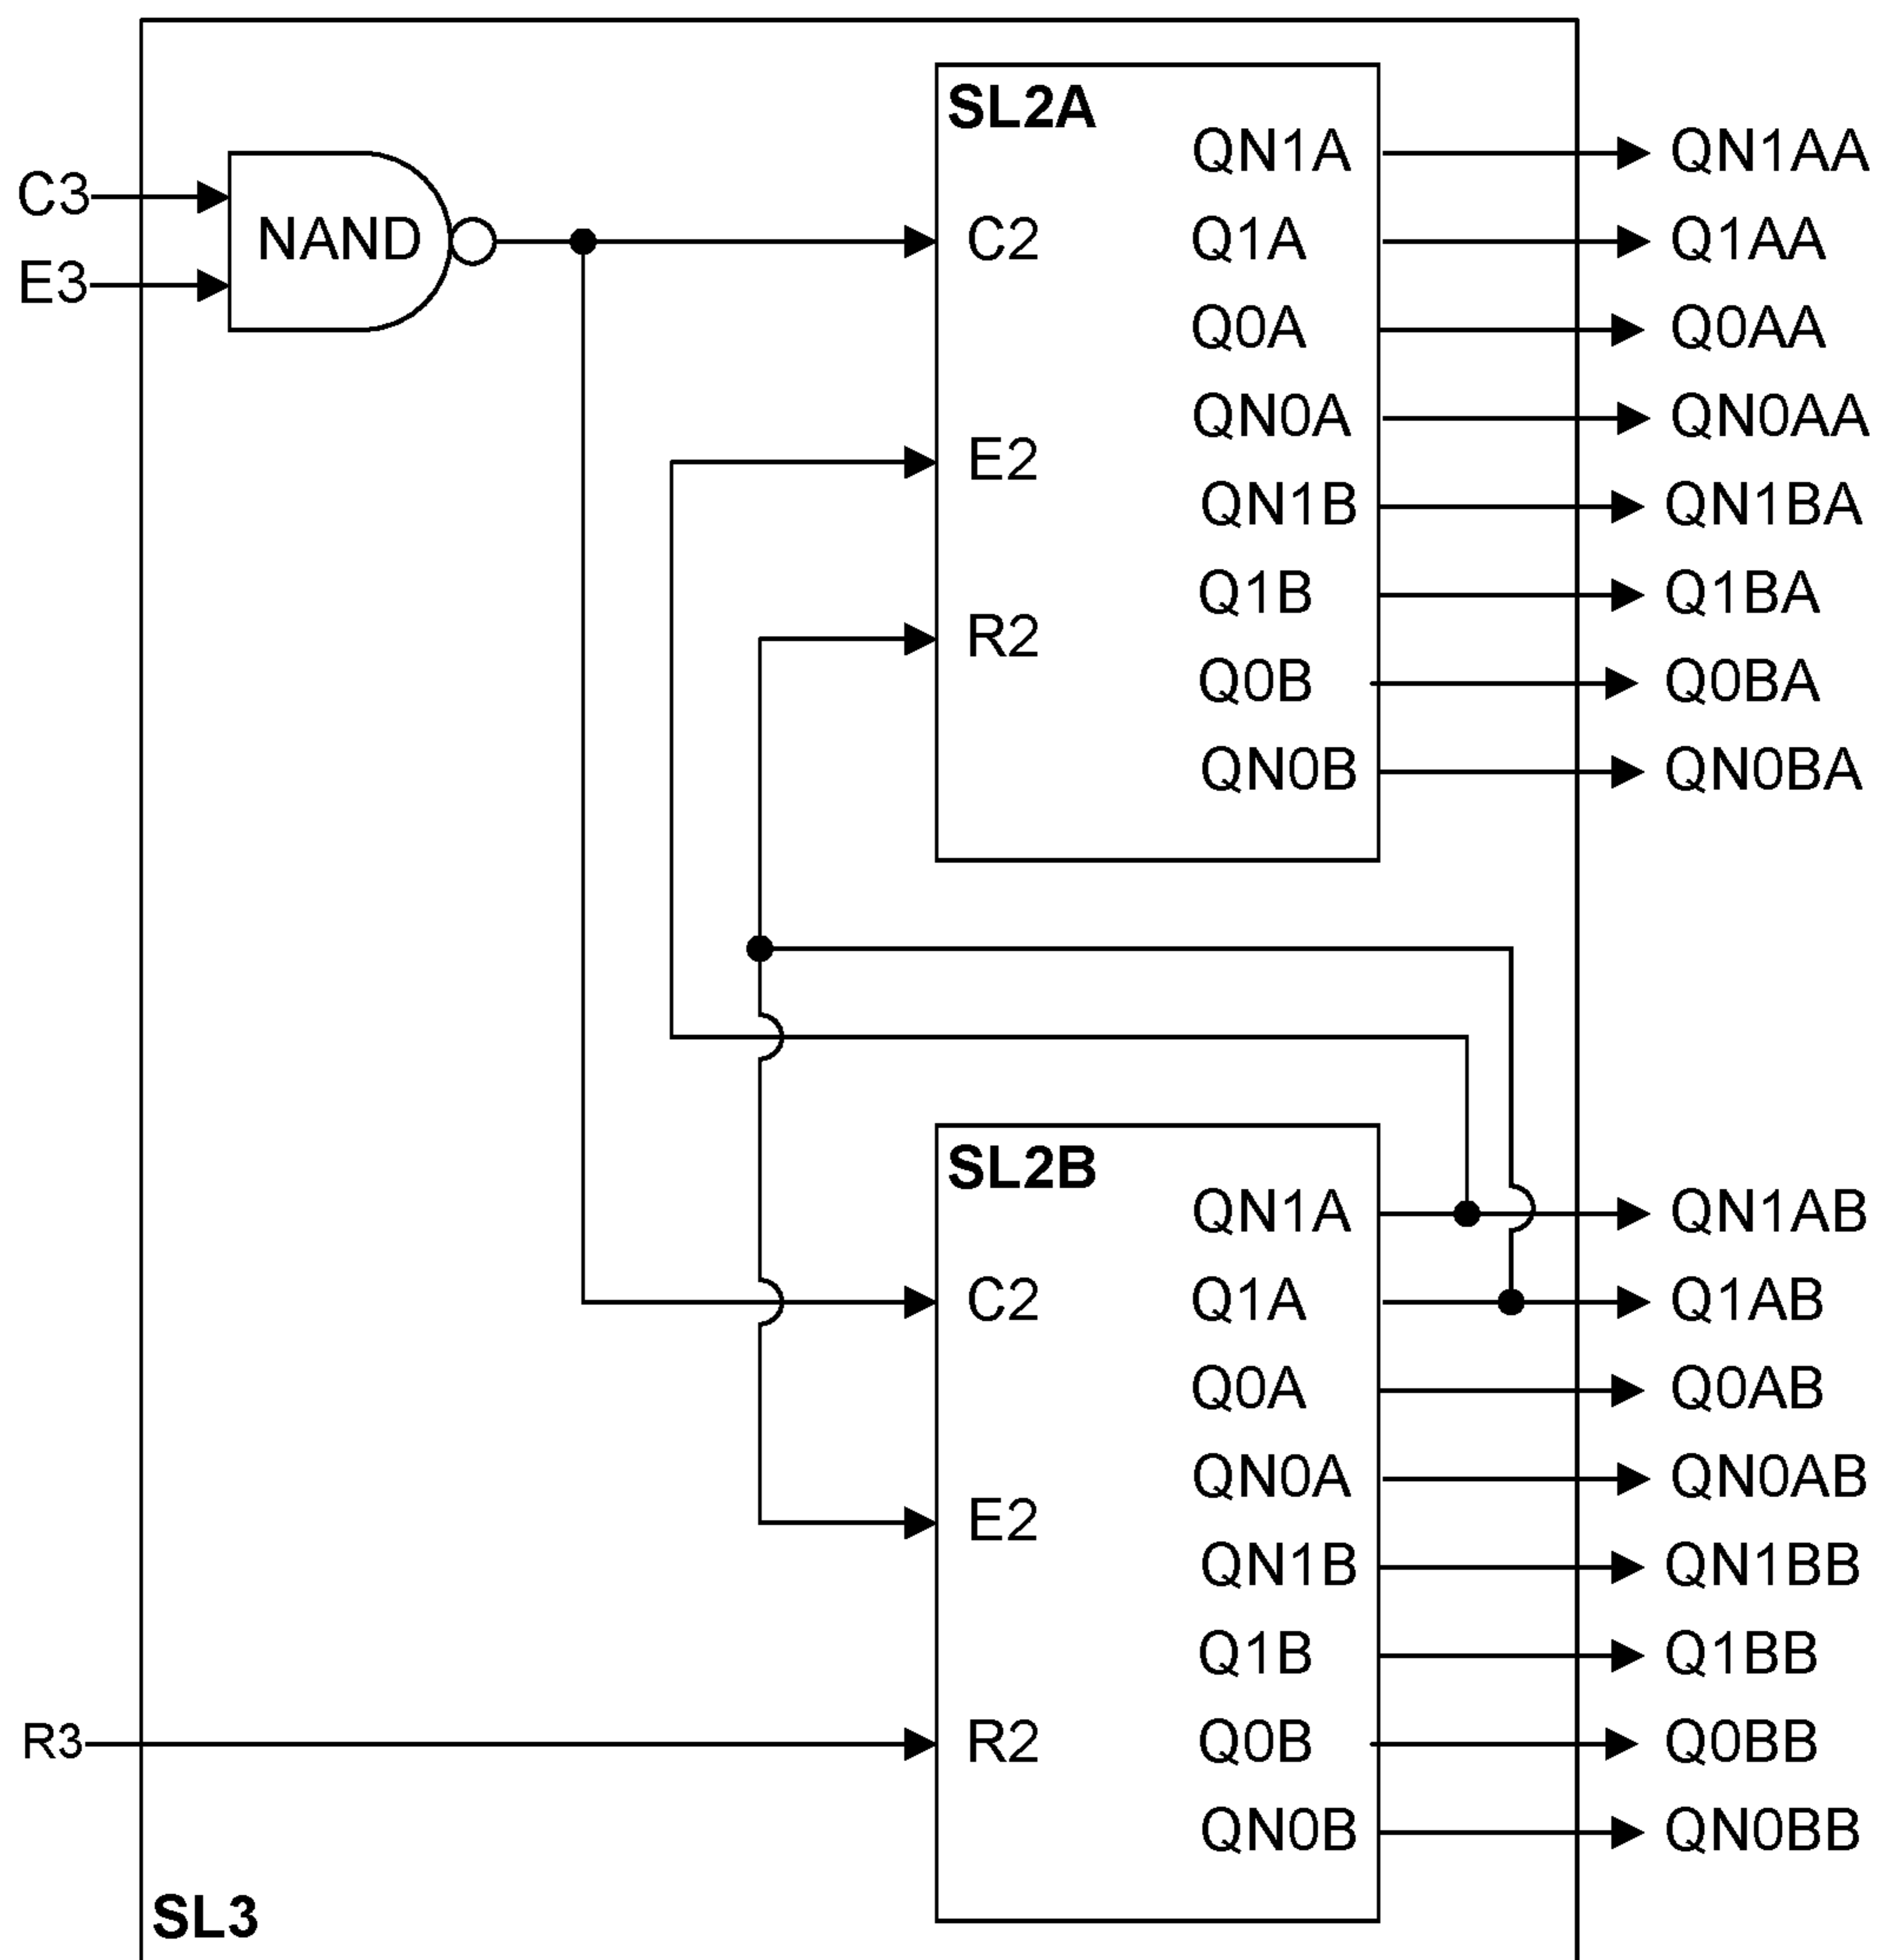 SL2A
QN1A QN1AA
C3 NAND C2 Q1A Q1AA
E3 Q0A Q0AA
QN0A QN0AA
E2 QN1B QN1BA
Q1B Q1BA
R2 Q0B Q0BA
QN0B QN0BA
SL2B
QN1A QN1AB
C2 Q1A Q1AB
Q0A Q0AB
QN0A QN0AB
E2 QN1B QN1BB
Q1B Q1BB
R3 R2 Q0B Q0BB
QN0B QN0BB
SL3